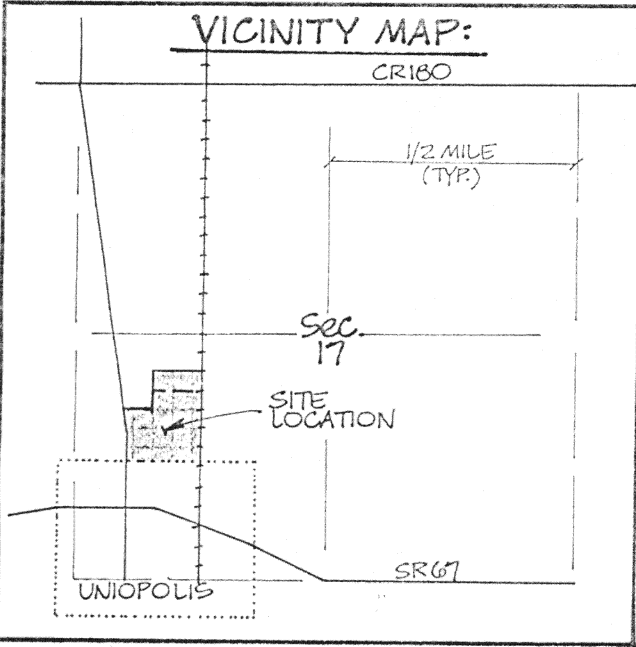 VICINITY MAP:
CR180
1/2 MILE
(TYP.)
Sec.
17
SITE
LOCATION
SR67
UNIOPOLIS